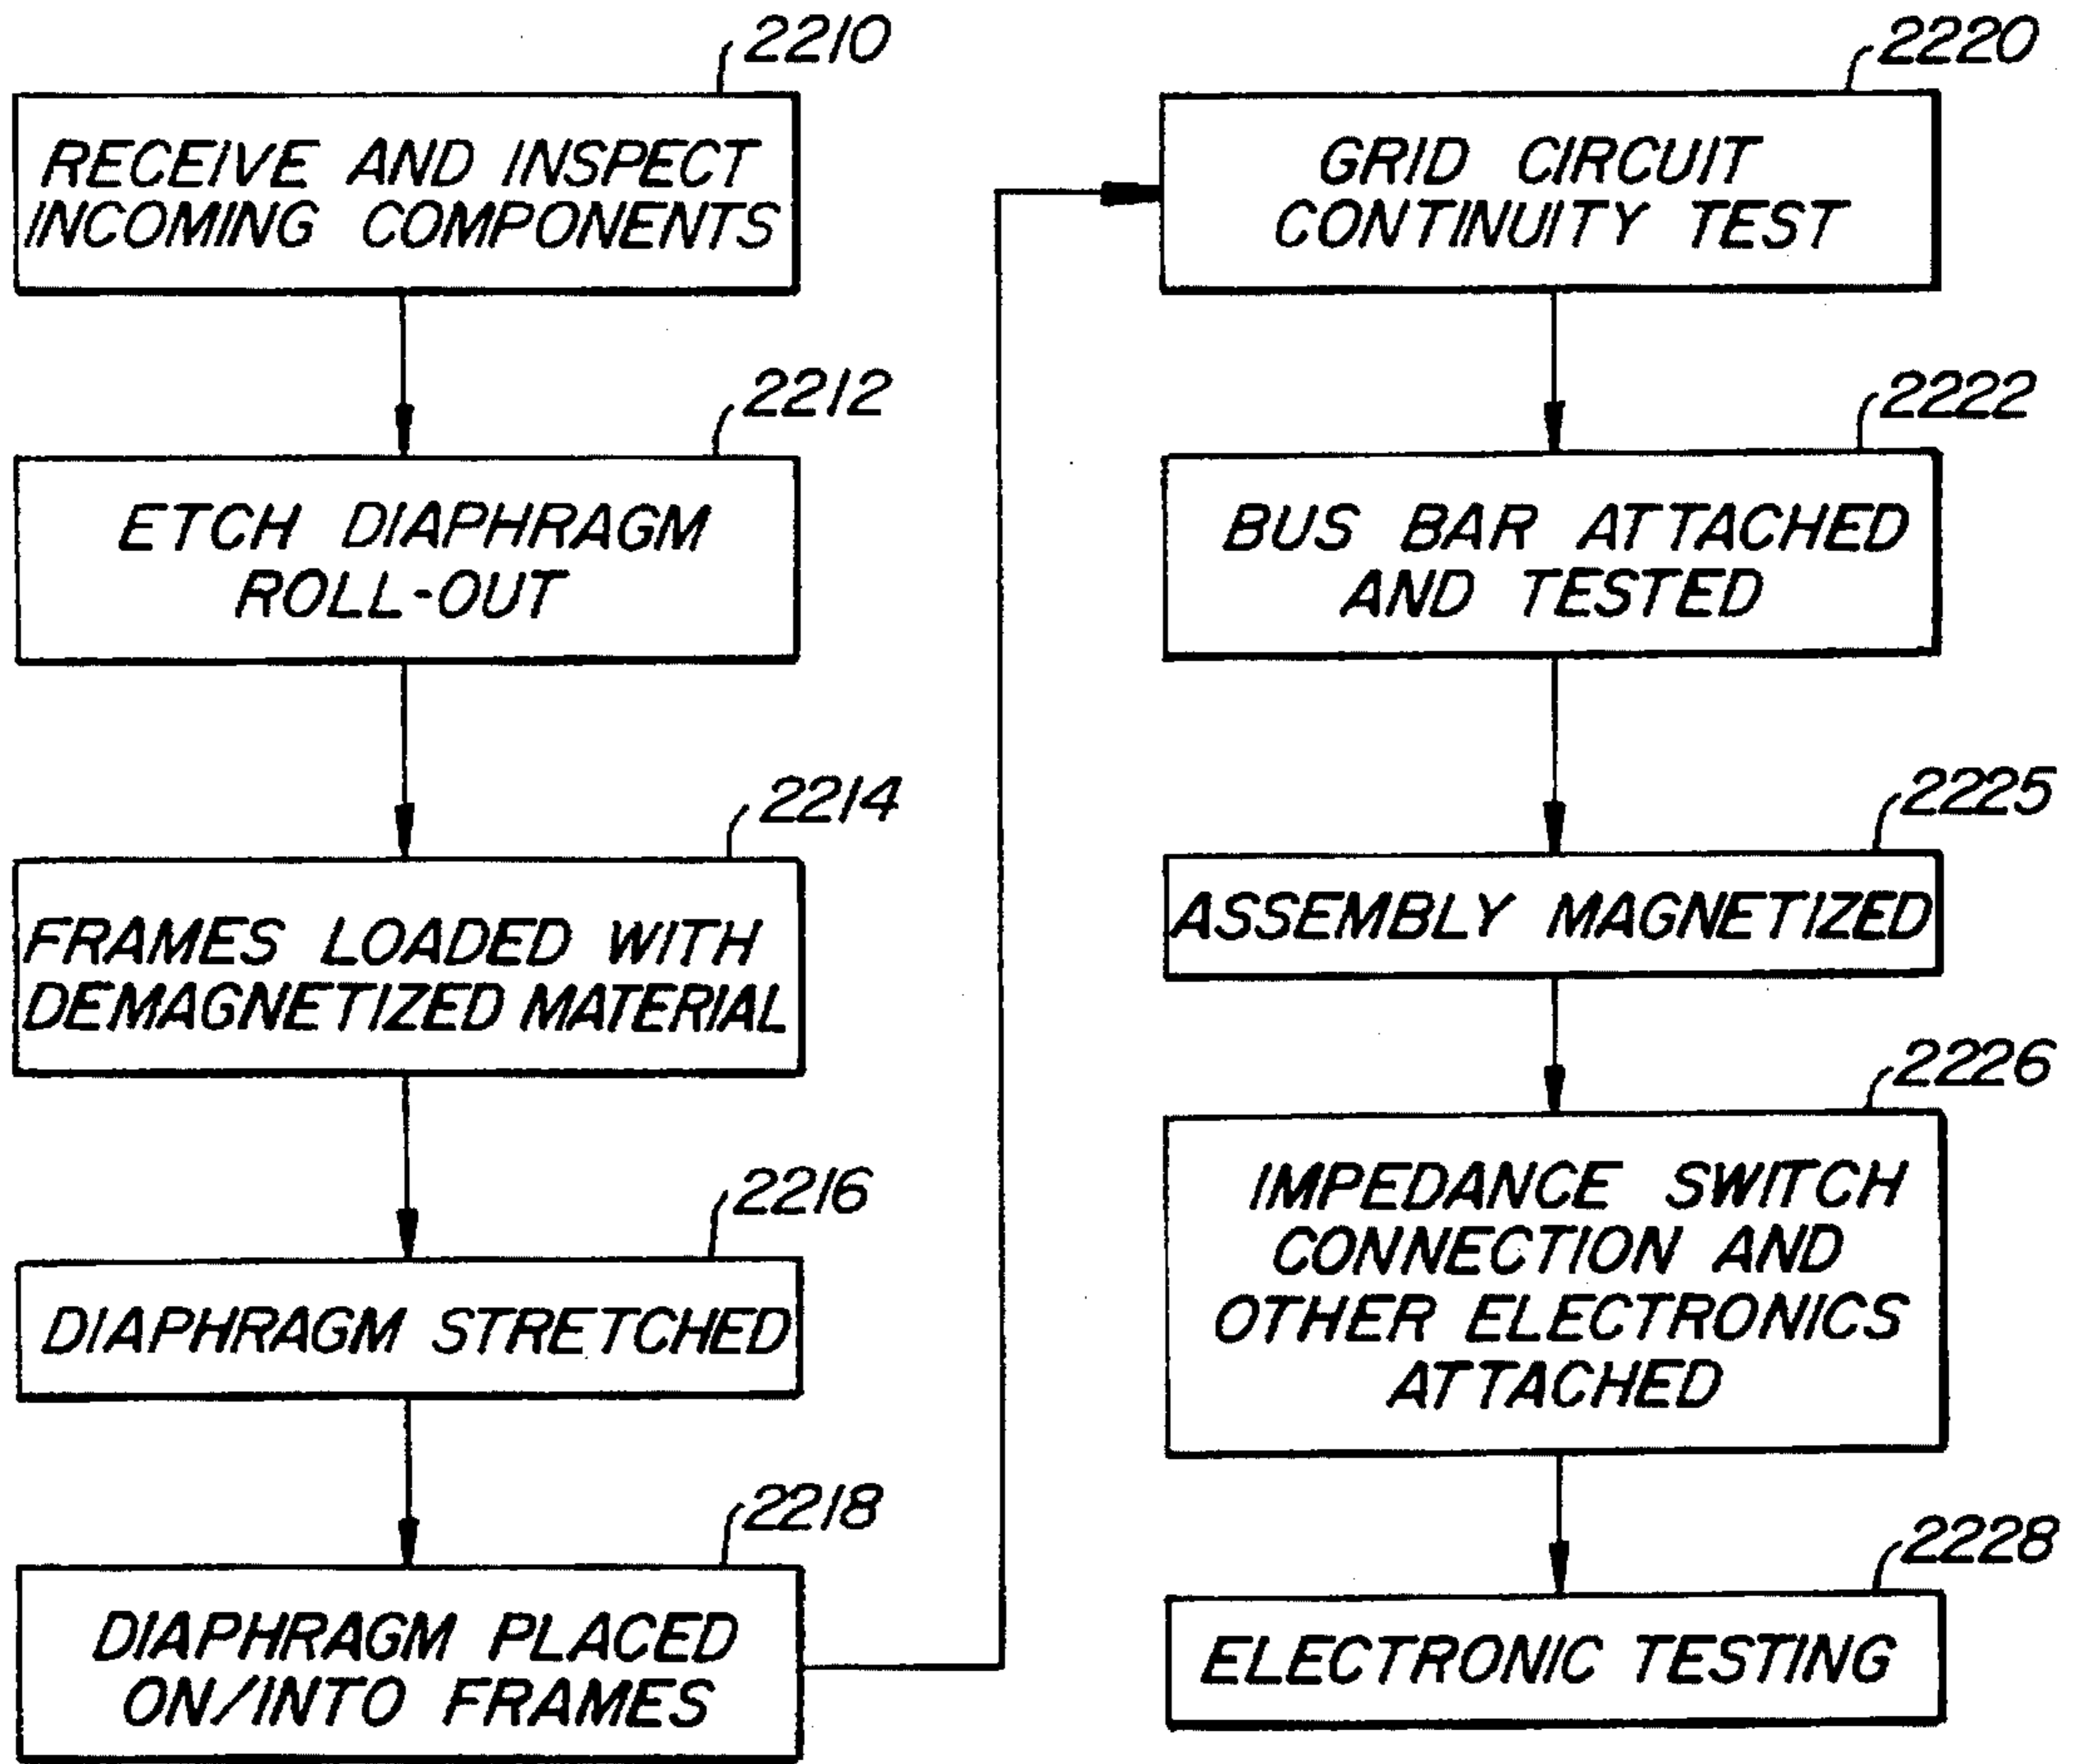 2210
RECEIVE AND INSPECT
INCOMING COMPONENTS
2212
ETCH DIAPHRAGM
ROLL-OUT
2214
FRAMES LOADED WITH
DEMAGNETIZED MATERIAL
2216
DIAPHRAGM STRETCHED
2218
DIAPHRAGM PLACED
ON/INTO FRAMES
2220
GRID CIRCUIT
CONTINUITY TEST
2222
BUS BAR ATTACHED
AND TESTED
2225
ASSEMBLY MAGNETIZED
2226
IMPEDANCE SWITCH
CONNECTION AND
OTHER ELECTRONICS
ATTACHED
2228
ELECTRONIC TESTING